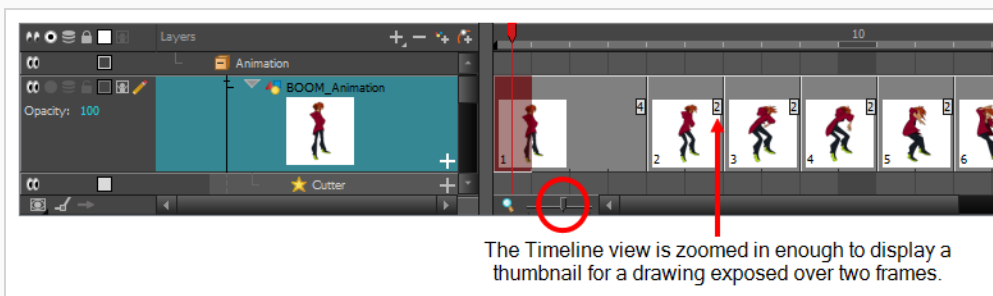 Layers
10
Animation
BOOM_Animation
Opacity: 100
4 2 2 2 2
1 2 3 4 5 6
Cutter
The Timeline view is zoomed in enough to display a
thumbnail for a drawing exposed over two frames.